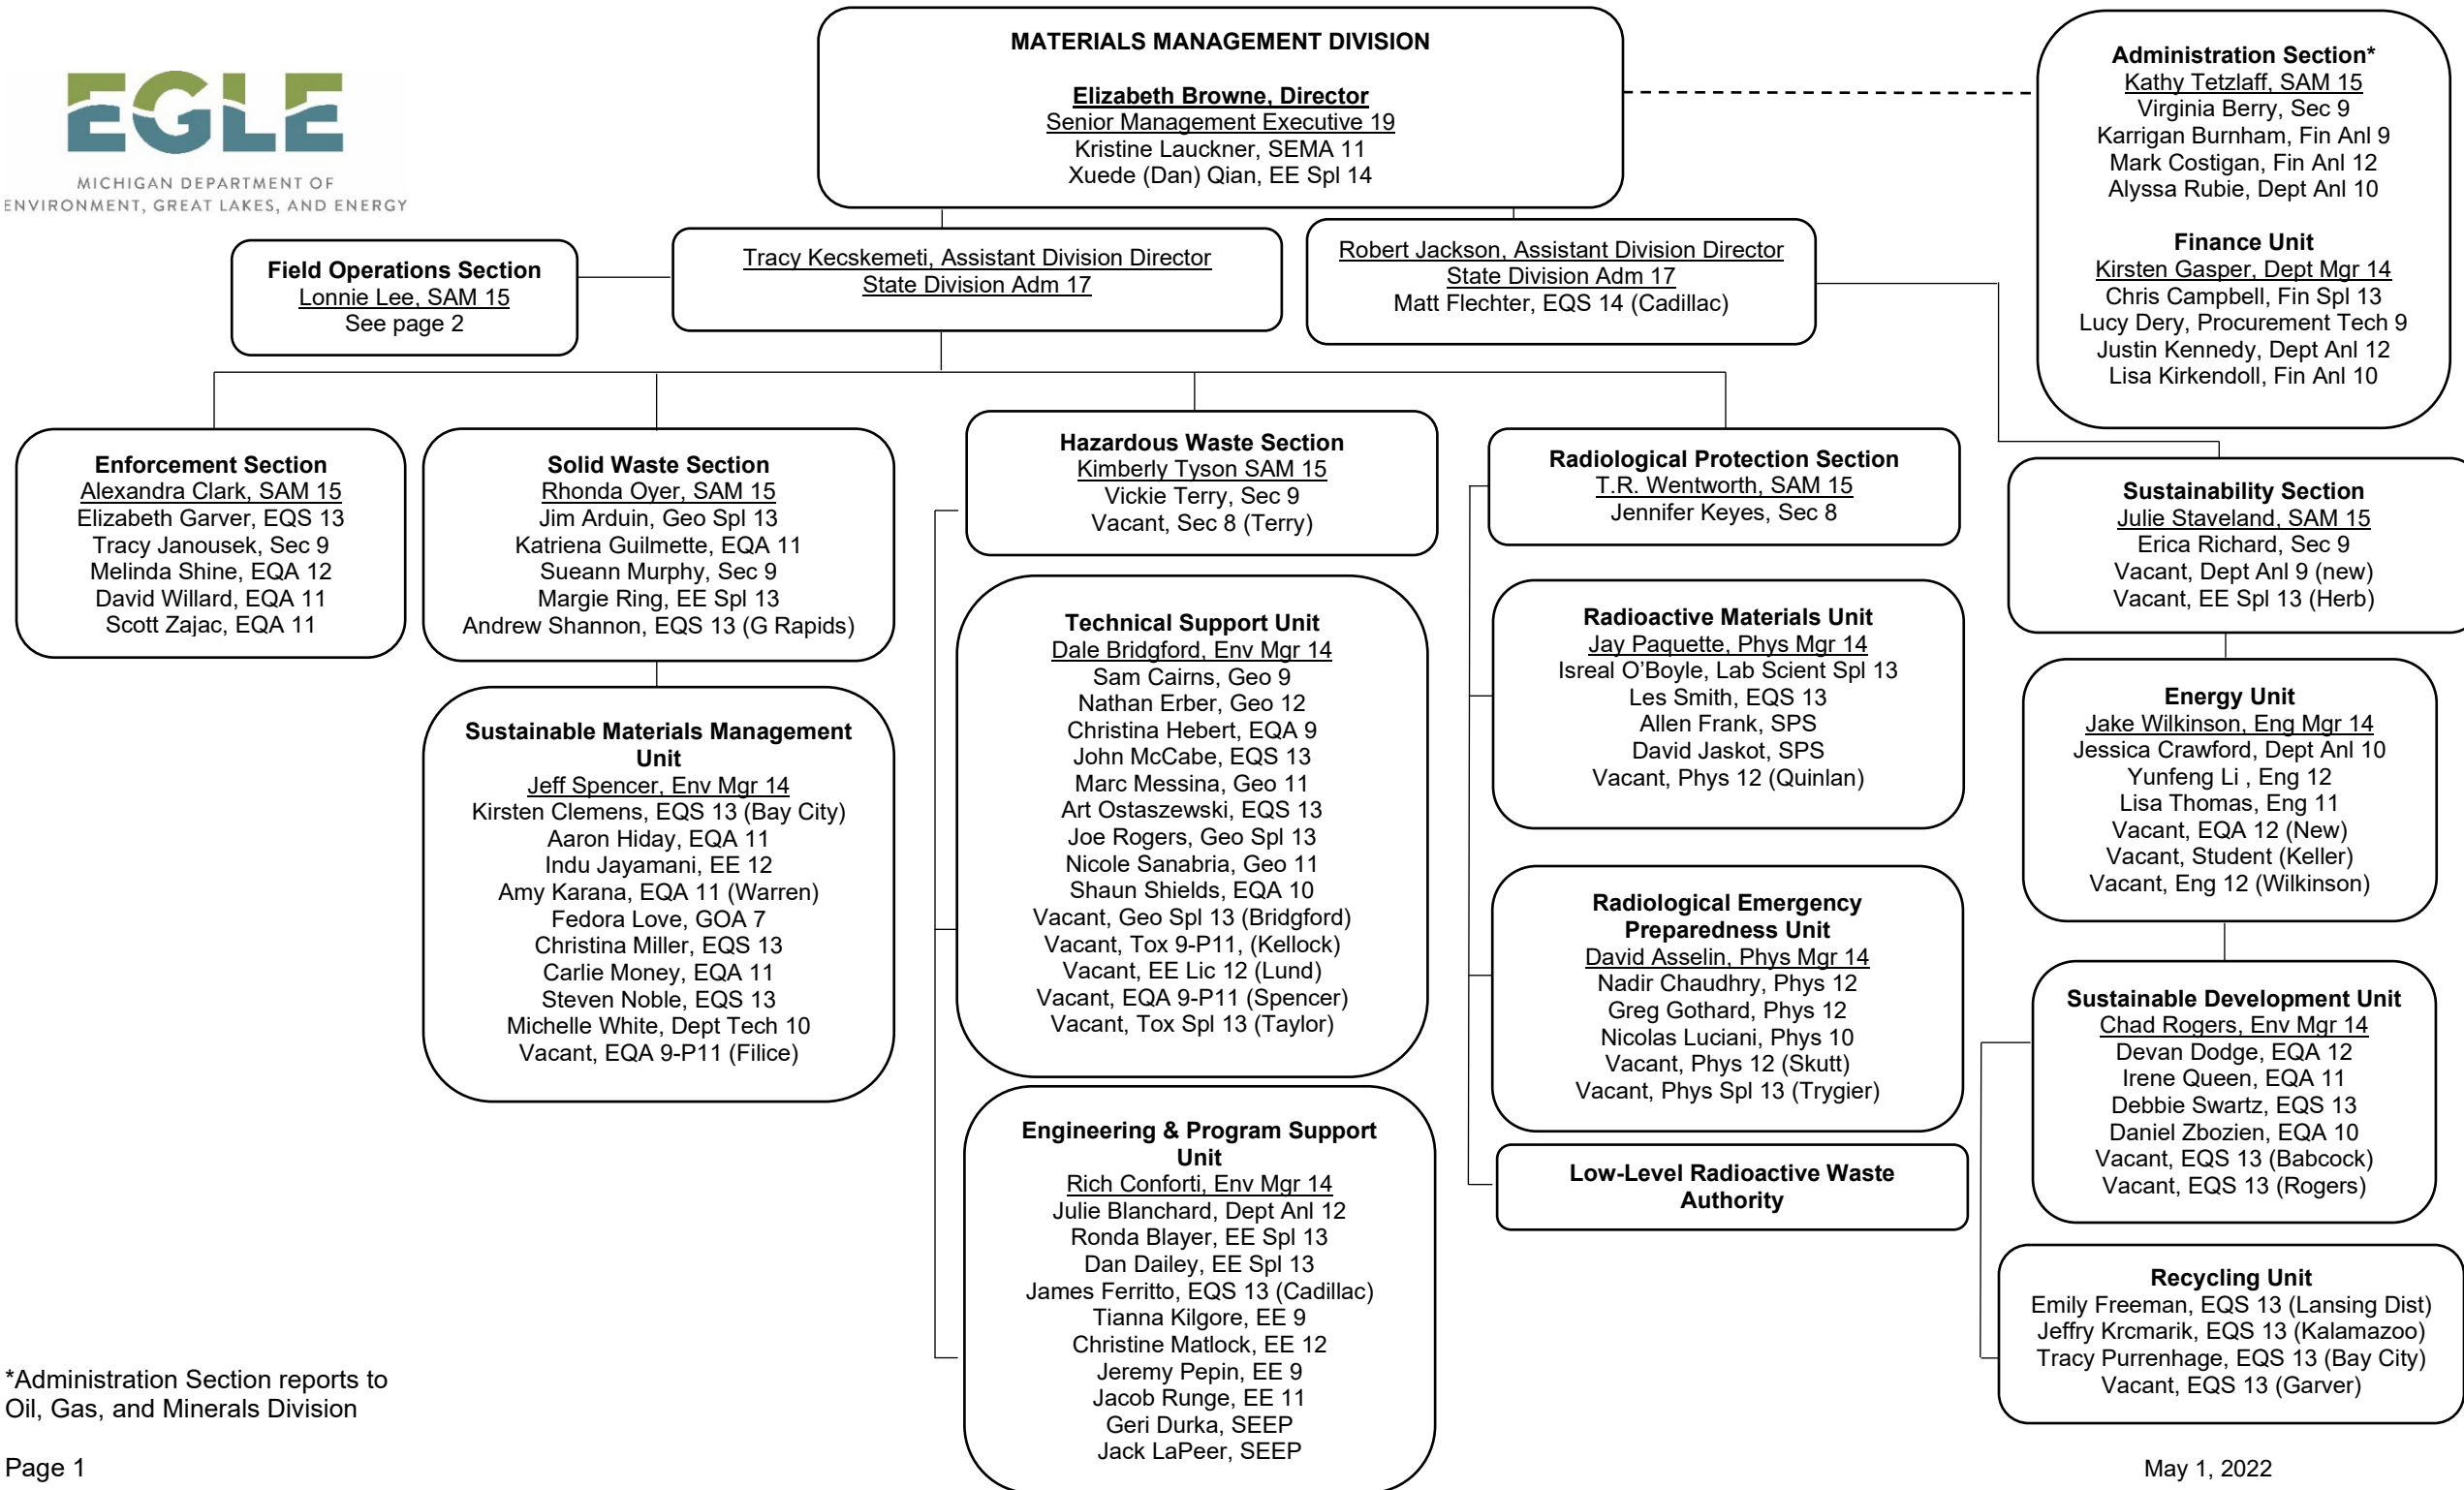 EGLE
MICHIGAN DEPARTMENT OF
ENVIRONMENT, GREAT LAKES, AND ENERGY
MATERIALS MANAGEMENT DIVISION
Elizabeth Browne, Director
Senior Management Executive 19
Kristine Lauckner, SEMA 11
Xuede (Dan) Qian, EE Spl 14
Administration Section*
Kathy Tetzlaff, SAM 15
Virginia Berry, Sec 9
Karrigan Burnham, Fin Anl 9
Mark Costigan, Fin Anl 12
Alyssa Rubie, Dept Anl 10
Finance Unit
Kirsten Gasper, Dept Mgr 14
Chris Campbell, Fin Spl 13
Lucy Dery, Procurement Tech 9
Justin Kennedy, Dept Anl 12
Lisa Kirkendoll, Fin Anl 10
Field Operations Section
Lonnie Lee, SAM 15
See page 2
Tracy Kecskemeti, Assistant Division Director
State Division Adm 17
Robert Jackson, Assistant Division Director
State Division Adm 17
Matt Flechter, EQS 14 (Cadillac)
Enforcement Section
Alexandra Clark, SAM 15
Elizabeth Garver, EQS 13
Tracy Janousek, Sec 9
Melinda Shine, EQA 12
David Willard, EQA 11
Scott Zajac, EQA 11
Solid Waste Section
Rhonda Oyer, SAM 15
Jim Arduin, Geo Spl 13
Katriena Guilmette, EQA 11
Sueann Murphy, Sec 9
Margie Ring, EE Spl 13
Andrew Shannon, EQS 13 (G Rapids)
Sustainable Materials Management
Unit
Jeff Spencer, Env Mgr 14
Kirsten Clemens, EQS 13 (Bay City)
Aaron Hiday, EQA 11
Indu Jayamani, EE 12
Amy Karana, EQA 11 (Warren)
Fedora Love, GOA 7
Christina Miller, EQS 13
Carlie Money, EQA 11
Steven Noble, EQS 13
Michelle White, Dept Tech 10
Vacant, EQA 9-P11 (Filice)
Hazardous Waste Section
Kimberly Tyson SAM 15
Vickie Terry, Sec 9
Vacant, Sec 8 (Terry)
Technical Support Unit
Dale Bridgford, Env Mgr 14
Sam Cairns, Geo 9
Nathan Erber, Geo 12
Christina Hebert, EQA 9
John McCabe, EQS 13
Marc Messina, Geo 11
Art Ostaszewski, EQS 13
Joe Rogers, Geo Spl 13
Nicole Sanabria, Geo 11
Shaun Shields, EQA 10
Vacant, Geo Spl 13 (Bridgford)
Vacant, Tox 9-P11, (Kellock)
Vacant, EE Lic 12 (Lund)
Vacant, EQA 9-P11 (Spencer)
Vacant, Tox Spl 13 (Taylor)
Engineering & Program Support
Unit
Rich Conforti, Env Mgr 14
Julie Blanchard, Dept Anl 12
Ronda Blayer, EE Spl 13
Dan Dailey, EE Spl 13
James Ferritto, EQS 13 (Cadillac)
Tianna Kilgore, EE 9
Christine Matlock, EE 12
Jeremy Pepin, EE 9
Jacob Runge, EE 11
Geri Durka, SEEP
Jack LaPeer, SEEP
Radiological Protection Section
T.R. Wentworth, SAM 15
Jennifer Keyes, Sec 8
Radioactive Materials Unit
Jay Paquette, Phys Mgr 14
Isreal O'Boyle, Lab Scient Spl 13
Les Smith, EQS 13
Allen Frank, SPS
David Jaskot, SPS
Vacant, Phys 12 (Quinlan)
Radiological Emergency
Preparedness Unit
David Asselin, Phys Mgr 14
Nadir Chaudhry, Phys 12
Greg Gothard, Phys 12
Nicolas Luciani, Phys 10
Vacant, Phys 12 (Skutt)
Vacant, Phys Spl 13 (Trygier)
Low-Level Radioactive Waste
Authority
Sustainability Section
Julie Staveland, SAM 15
Erica Richard, Sec 9
Vacant, Dept Anl 9 (new)
Vacant, EE Spl 13 (Herb)
Energy Unit
Jake Wilkinson, Eng Mgr 14
Jessica Crawford, Dept Anl 10
Yunfeng Li , Eng 12
Lisa Thomas, Eng 11
Vacant, EQA 12 (New)
Vacant, Student (Keller)
Vacant, Eng 12 (Wilkinson)
Sustainable Development Unit
Chad Rogers, Env Mgr 14
Devan Dodge, EQA 12
Irene Queen, EQA 11
Debbie Swartz, EQS 13
Daniel Zbozien, EQA 10
Vacant, EQS 13 (Babcock)
Vacant, EQS 13 (Rogers)
Recycling Unit
Emily Freeman, EQS 13 (Lansing Dist)
Jeffry Krcmarik, EQS 13 (Kalamazoo)
Tracy Purrenhage, EQS 13 (Bay City)
Vacant, EQS 13 (Garver)
*Administration Section reports to
Oil, Gas, and Minerals Division
Page 1
May 1, 2022